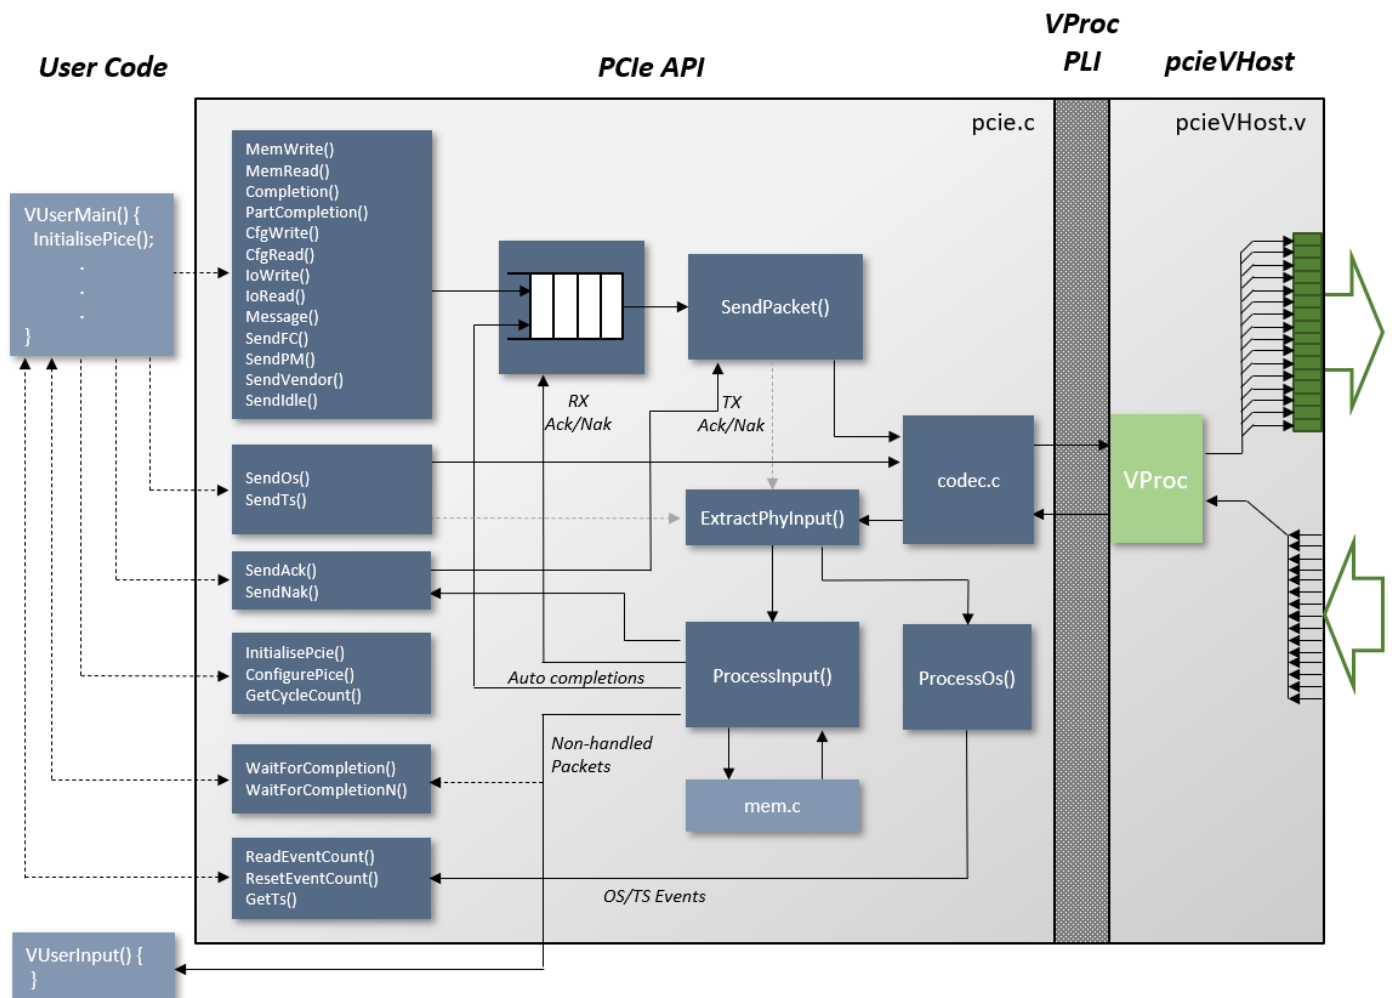 User Code
PCIe API
VProc
PLI
pcieVHost
pcie.c
pcieVHost.v
VUserMain() {
InitialisePice();
.
.
.
}
MemWrite()
MemRead()
Completion()
PartCompletion()
CfgWrite()
CfgRead()
IoWrite()
IoRead()
Message()
SendFC()
SendPM()
SendVendor()
SendIdle()
SendPacket()
RX
Ack/Nak
TX
Ack/Nak
SendOs()
SendTs()
codec.c
VProc
ExtractPhyInput()
SendAck()
SendNak()
InitialisePcie()
ConfigurePice()
GetCycleCount()
Auto completions
ProcessInput()
ProcessOs()
Non-handled
Packets
WaitForCompletion()
WaitForCompletionN()
mem.c
ReadEventCount()
ResetEventCount()
GetTs()
OS/TS Events
VUserInput() {
}